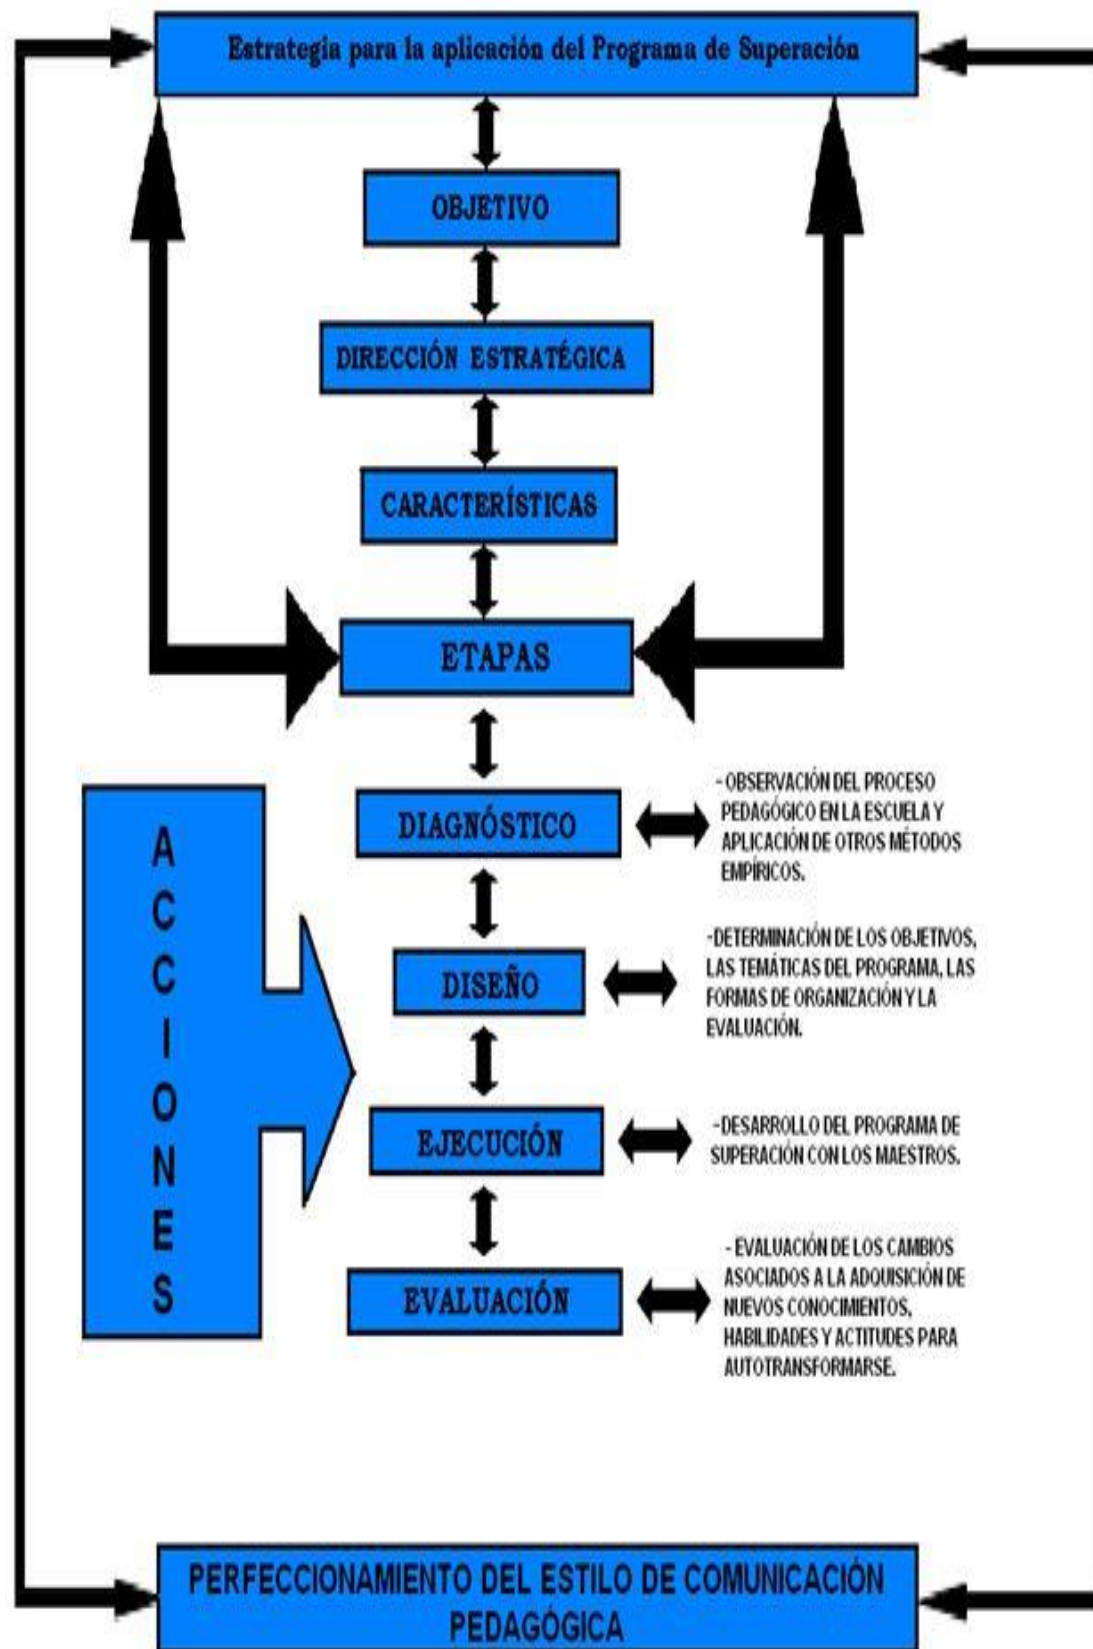 Estrategia para la aplicación del Programa de Superación
OBJETIVO
DIRECCIÓN ESTRATÉGICA
CARACTERÍSTICAS
ETAPAS
ACCIONES
DIAGNÓSTICO
- OBSERVACIÓN DEL PROCESO
PEDAGÓGICO EN LA ESCUELA Y
APLICACIÓN DE OTROS MÉTODOS
EMPÍRICOS.
DISEÑO
-DETERMINACIÓN DE LOS OBJETIVOS,
LAS TEMÁTICAS DEL PROGRAMA, LAS
FORMAS DE ORGANIZACIÓN Y LA
EVALUACIÓN.
EJECUCIÓN
-DESARROLLO DEL PROGRAMA DE
SUPERACIÓN CON LOS MAESTROS.
EVALUACIÓN
- EVALUACIÓN DE LOS CAMBIOS
ASOCIADOS A LA ADQUISICIÓN DE
NUEVOS CONOCIMIENTOS,
HABILIDADES Y ACTITUDES PARA
AUTOTRANSFORMARSE.
PERFECCIONAMIENTO DEL ESTILO DE COMUNICACIÓN
PEDAGÓGICA